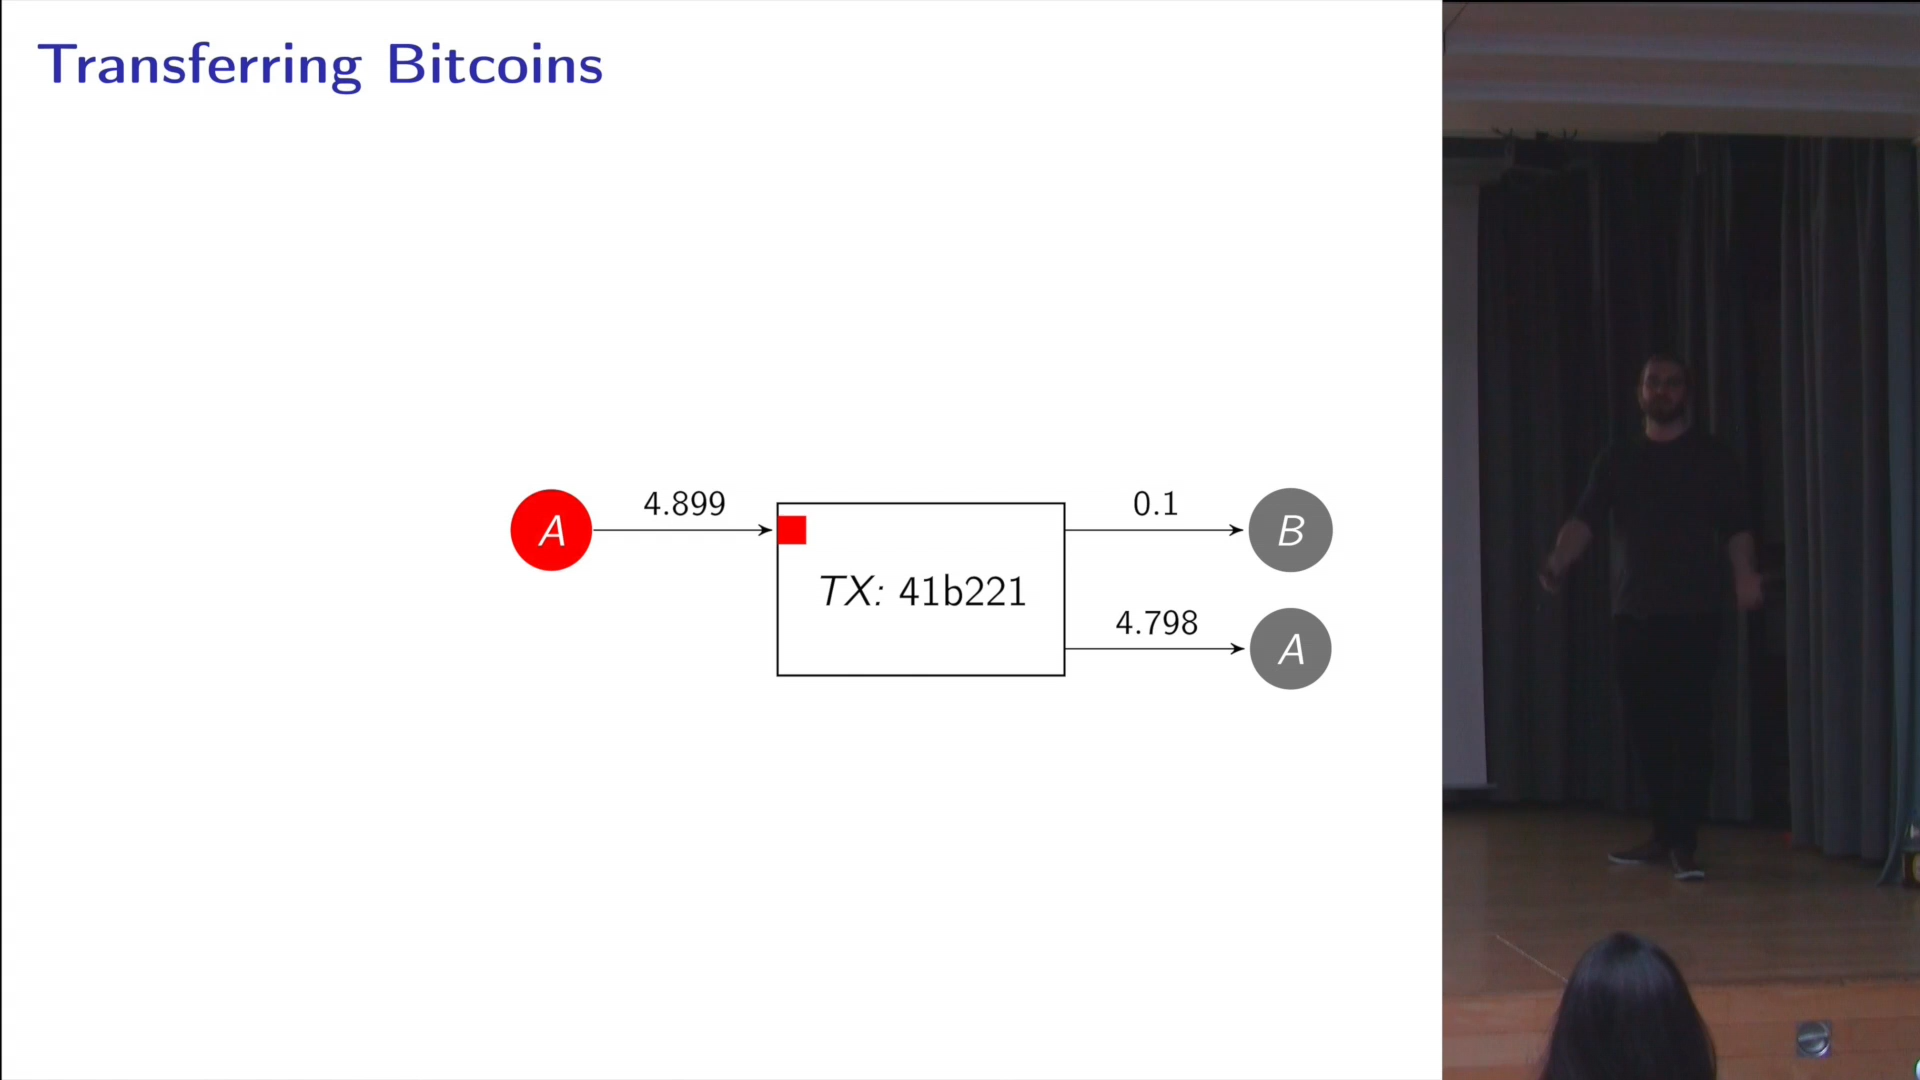 Transferring Bitcoins
4.899
0.1
A
B
TX: 41b221
4.798
A